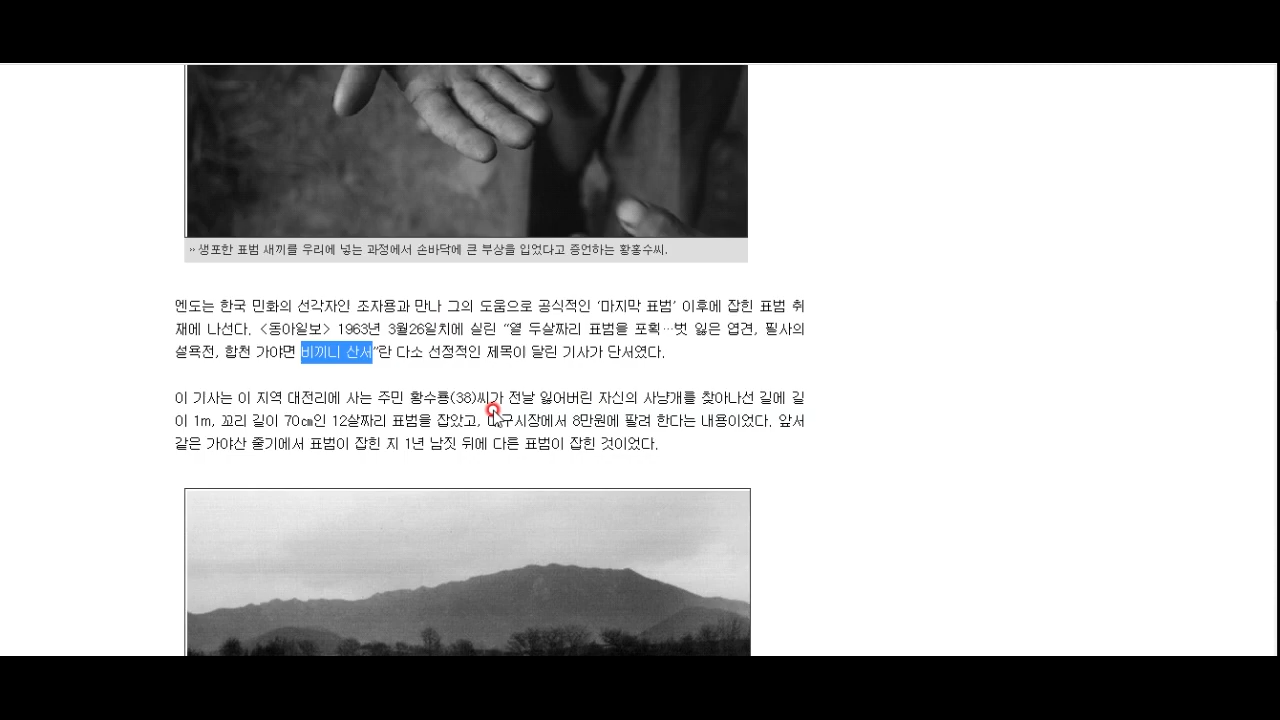 ›› 생포한 표범 새끼를 우리에 넣는 과정에서 손바닥에 큰 부상을 입었다고 증언하는 황홍수씨.
엔도는 한국 민화의 선각자인 조자용과 만나 그의 도움으로 공식적인 ‘마지막 표범’ 이후에 잡힌 표범 취
재에 나선다. <동아일보> 1963년 3월26일치에 실린 “열 두살짜리 표범을 포획…벗 잃은 엽견, 필사의
설욕전, 합천 가야면 비끼니 산서”란 다소 선정적인 제목이 달린 기사가 단서였다.
이 기사는 이 지역 대전리에 사는 주민 황수룡(38)씨가 전날 잃어버린 자신의 사냥개를 찾아나선 길에 길
이 1m, 꼬리 길이 70㎝인 12살짜리 표범을 잡았고, 대구시장에서 8만원에 팔려 한다는 내용이었다. 앞서
같은 가야산 줄기에서 표범이 잡힌 지 1년 남짓 뒤에 다른 표범이 잡힌 것이었다.